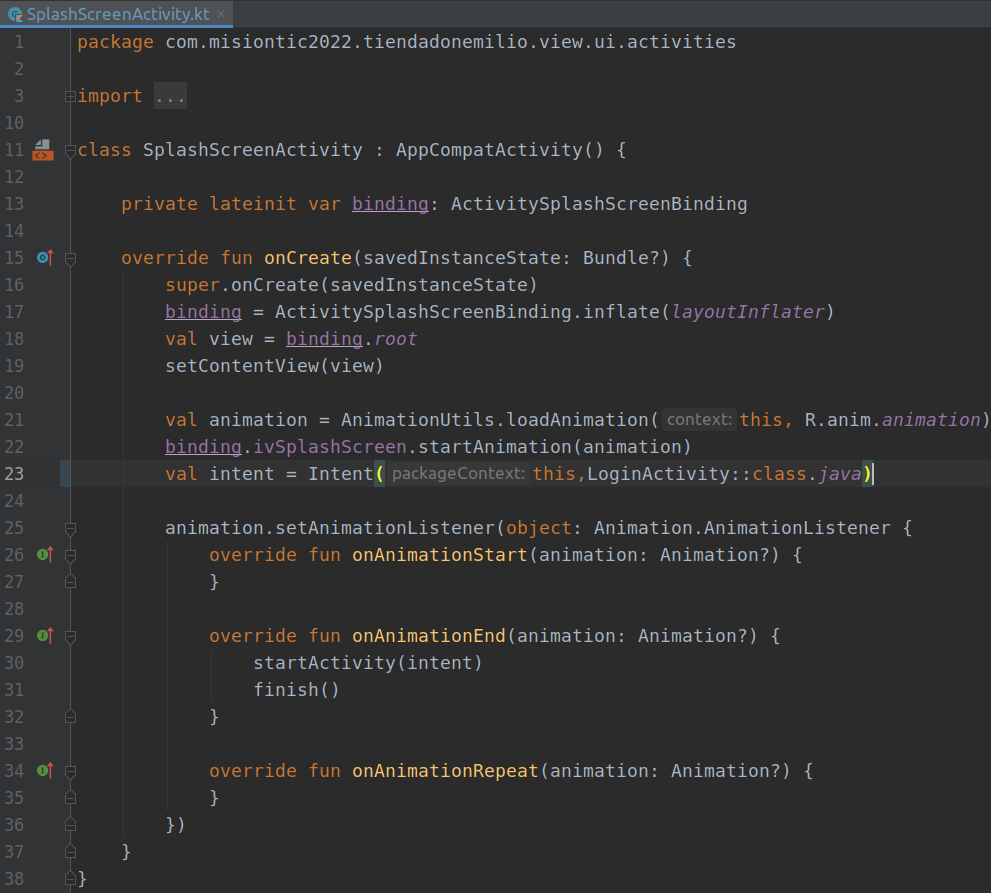 SplashScreenActivity.kt
1 package com.misiontic2022.tiendadonemilio.view.ui.activities
2
3 import ...
10
11 class SplashScreenActivity : AppCompatActivity() {
12
13     private lateinit var binding: ActivitySplashScreenBinding
14
15     override fun onCreate(savedInstanceState: Bundle?) {
16         super.onCreate(savedInstanceState)
17         binding = ActivitySplashScreenBinding.inflate(layoutInflater)
18         val view = binding.root
19         setContentView(view)
20
21         val animation = AnimationUtils.loadAnimation( context: this, R.anim.animation)
22         binding.ivSplashScreen.startAnimation(animation)
23         val intent = Intent( packageContext: this,LoginActivity::class.java)
24
25         animation.setAnimationListener(object: Animation.AnimationListener {
26             override fun onAnimationStart(animation: Animation?) {
27             }
28
29             override fun onAnimationEnd(animation: Animation?) {
30                 startActivity(intent)
31                 finish()
32             }
33
34             override fun onAnimationRepeat(animation: Animation?) {
35             }
36         })
37     }
38 }